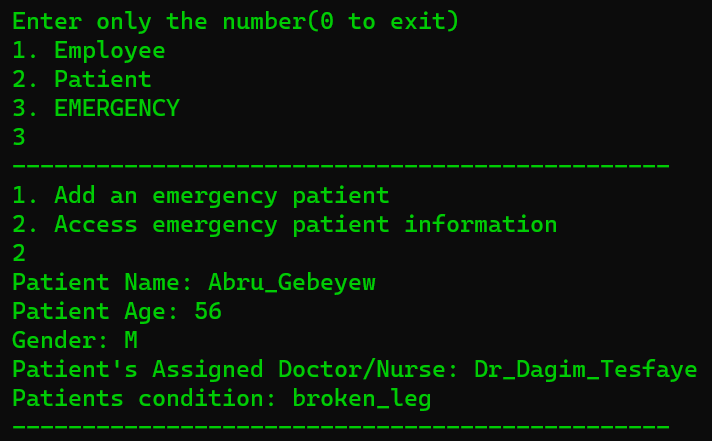 Enter only the number(0 to exit)
1. Employee
2. Patient
3. EMERGENCY
3
-----------------------------------------------
1. Add an emergency patient
2. Access emergency patient information
2
Patient Name: Abru_Gebeyew
Patient Age: 56
Gender: M
Patient's Assigned Doctor/Nurse: Dr_Dagim_Tesfaye
Patients condition: broken_leg
-----------------------------------------------